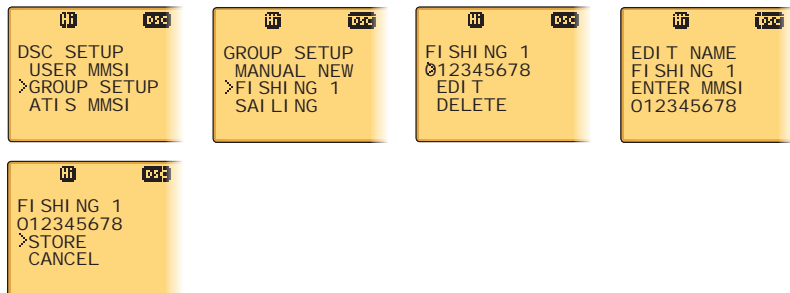 Hi DSC
DSC SETUP
USER MMSI
>GROUP SETUP
ATIS MMSI
Hi DSC
GROUP SETUP
MANUAL NEW
>FISHING 1
SAILING
Hi DSC
FISHING 1
012345678
EDIT
DELETE
Hi DSC
EDIT NAME
FISHING 1
ENTER MMSI
012345678
Hi DSC
FISHING 1
012345678
>STORE
CANCEL